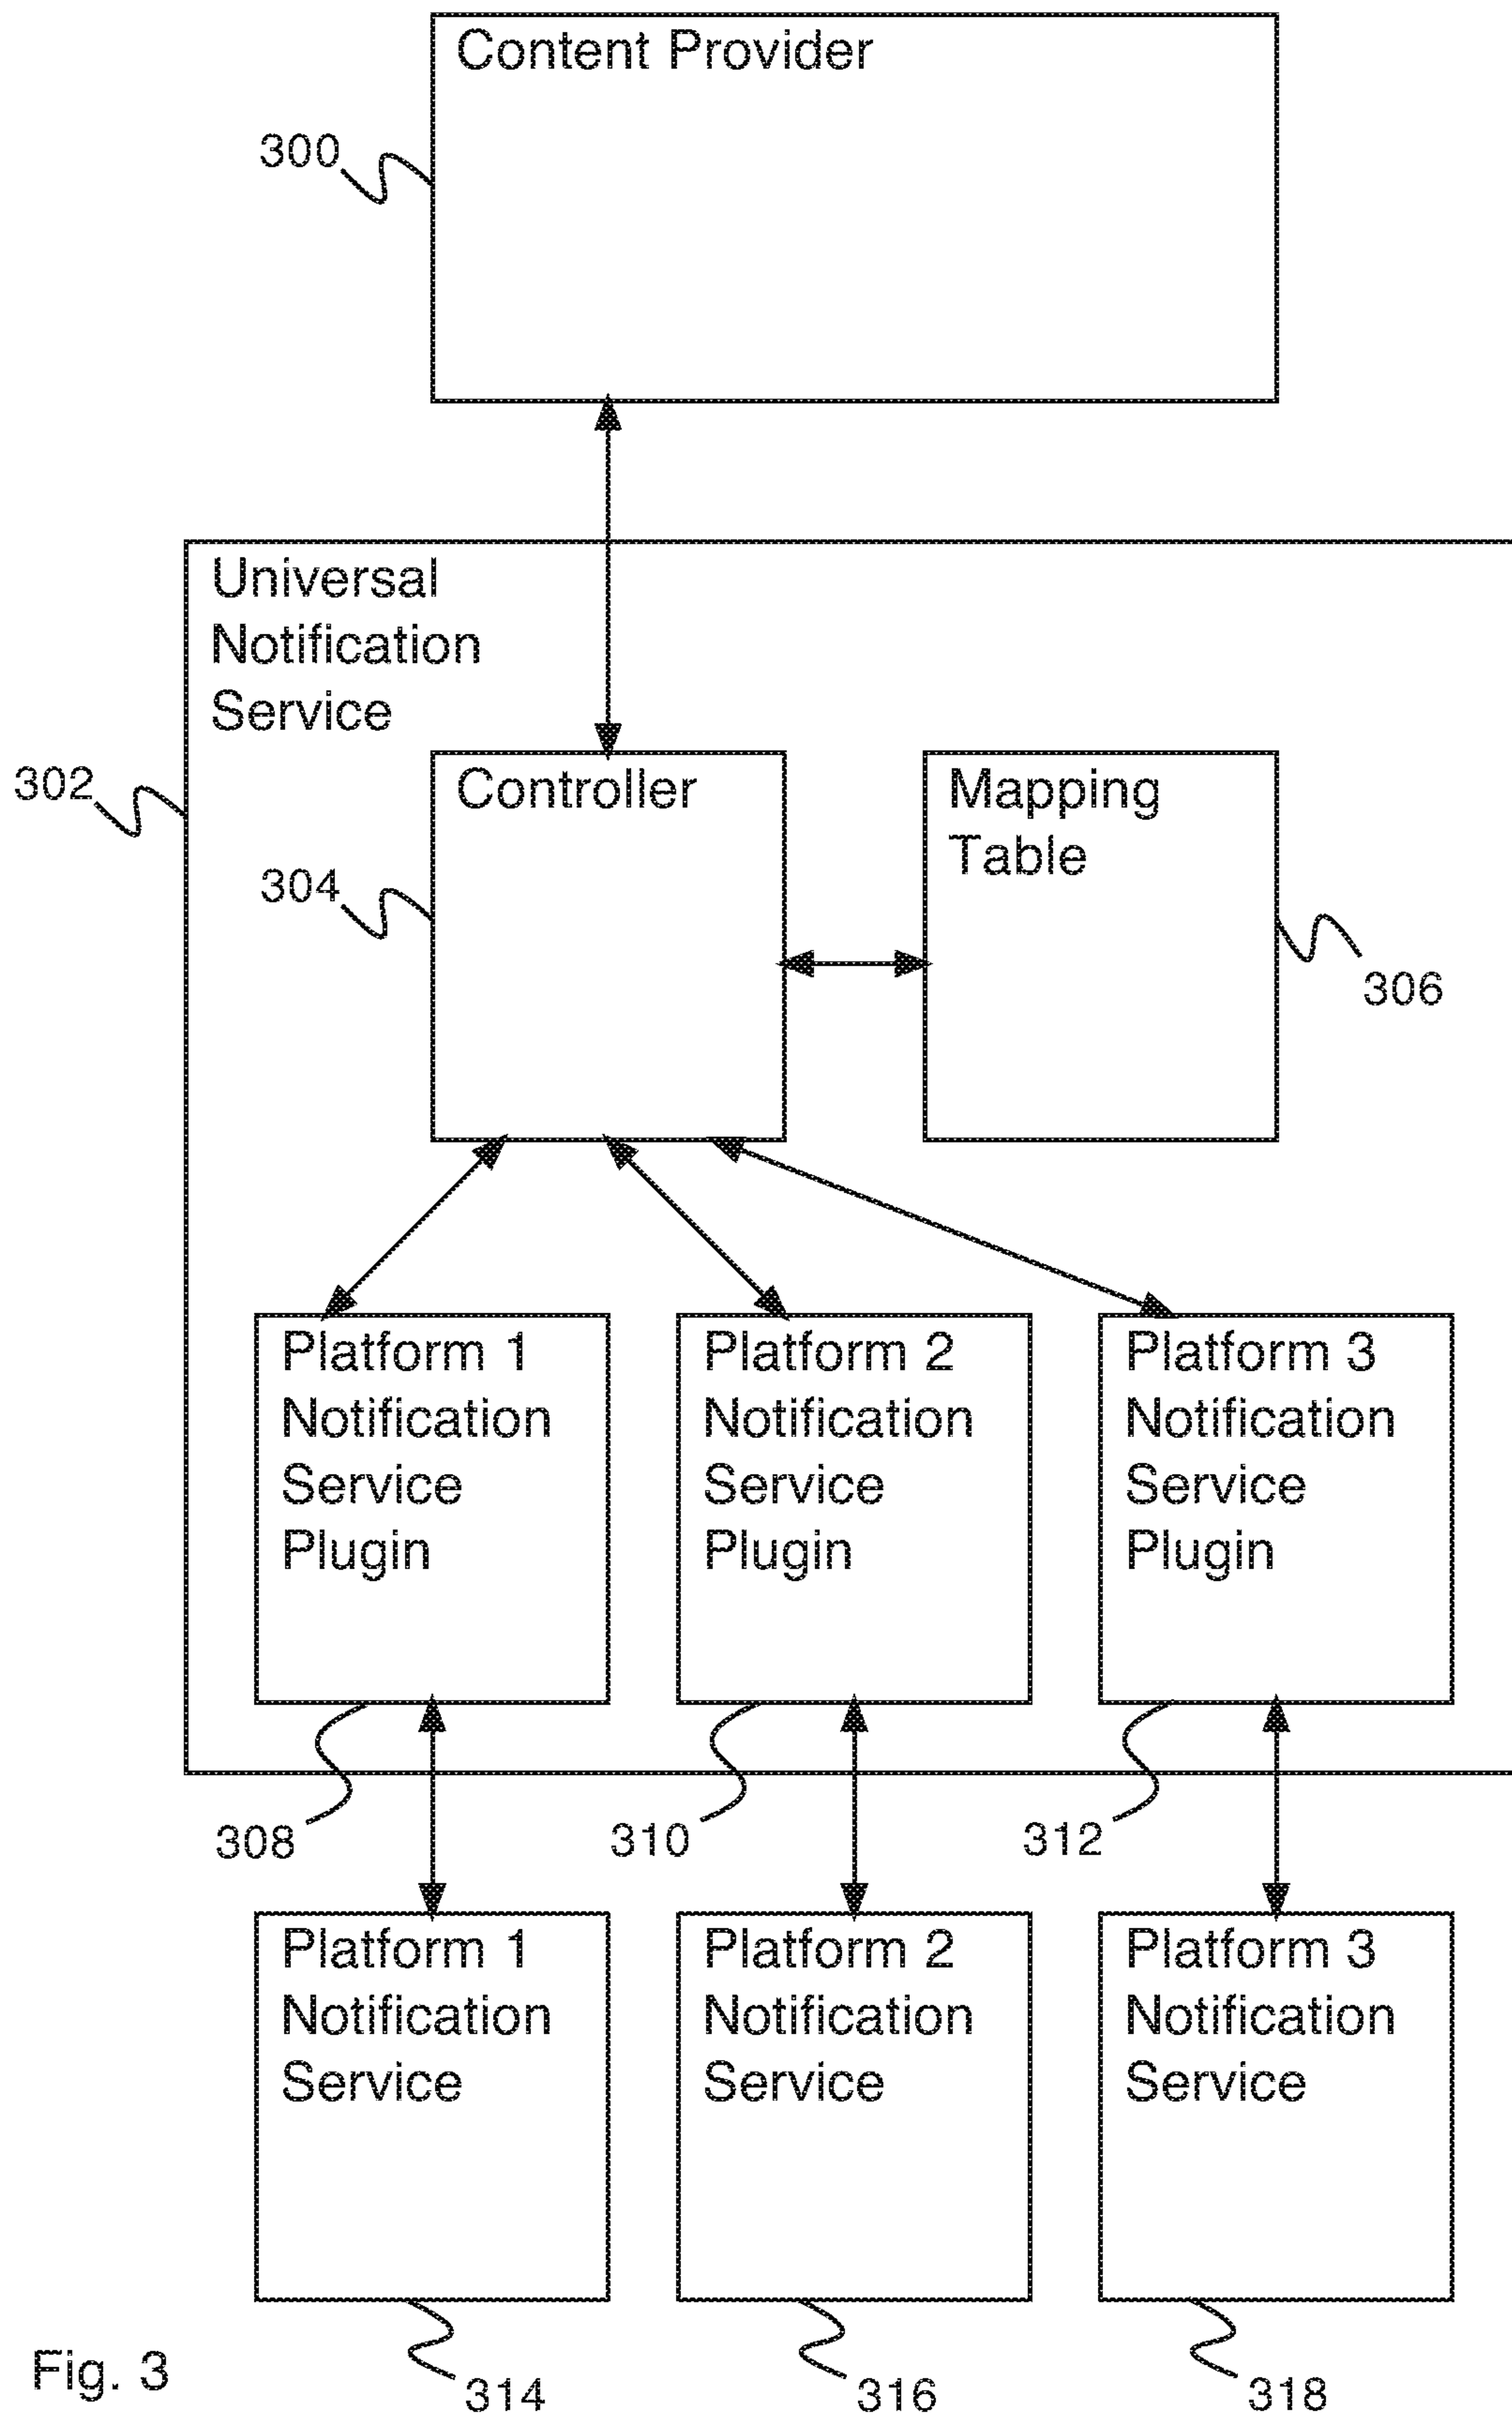 Content Provider
300
Universal
Notification
Service
302
Controller
304
Mapping
Table
306
Platform 1
Notification
Service
Plugin
Platform 2
Notification
Service
Plugin
Platform 3
Notification
Service
Plugin
308
310
312
Platform 1
Notification
Service
Platform 2
Notification
Service
Platform 3
Notification
Service
Fig. 3
314
316
318